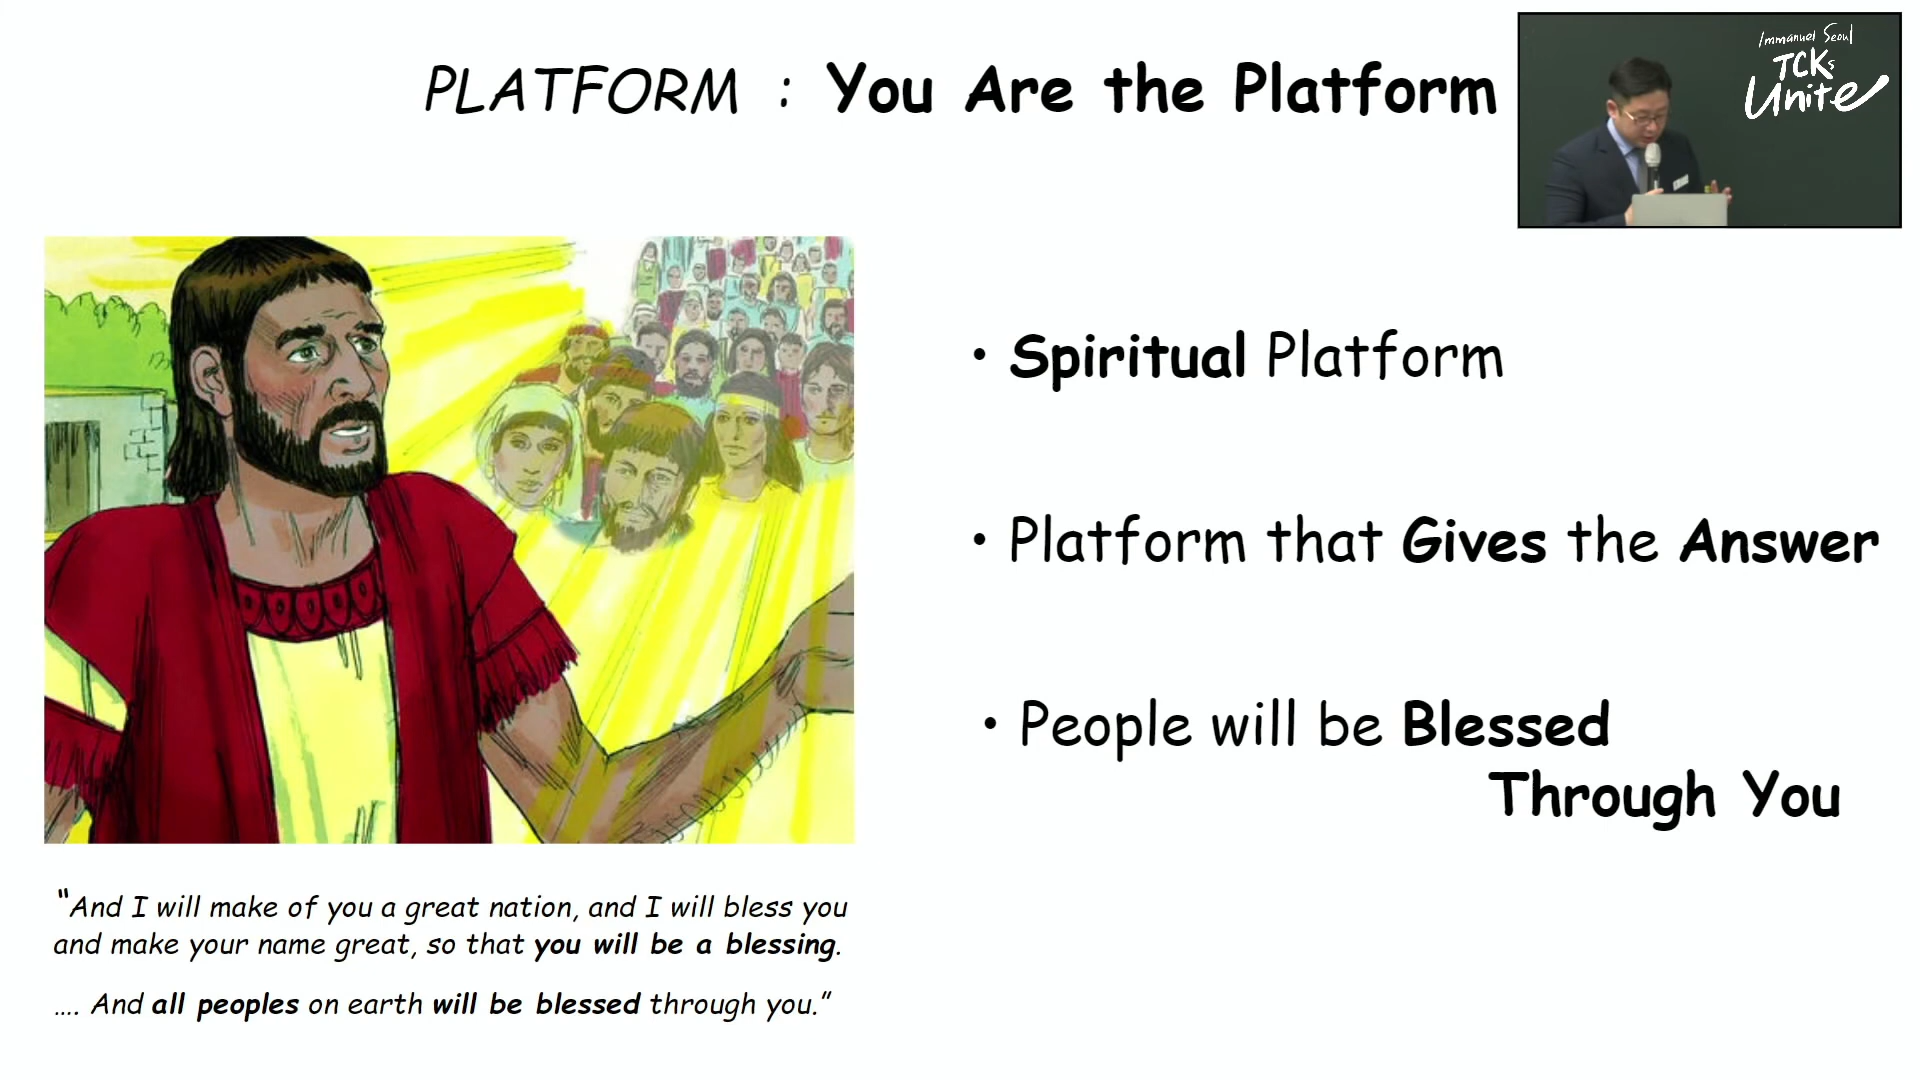 PLATFORM : You Are the Platform
Immanuel Seoul
TCKs
Unite
• Spiritual Platform
• Platform that Gives the Answer
• People will be Blessed
Through You
“And I will make of you a great nation, and I will bless you
and make your name great, so that you will be a blessing.
.... And all peoples on earth will be blessed through you.”